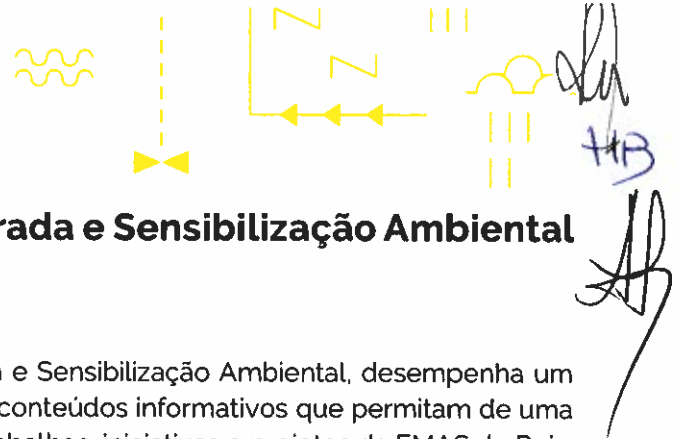 HB
rada e Sensibilização Ambiental
e Sensibilização Ambiental, desempenha um
conteúdos informativos que permitam de uma